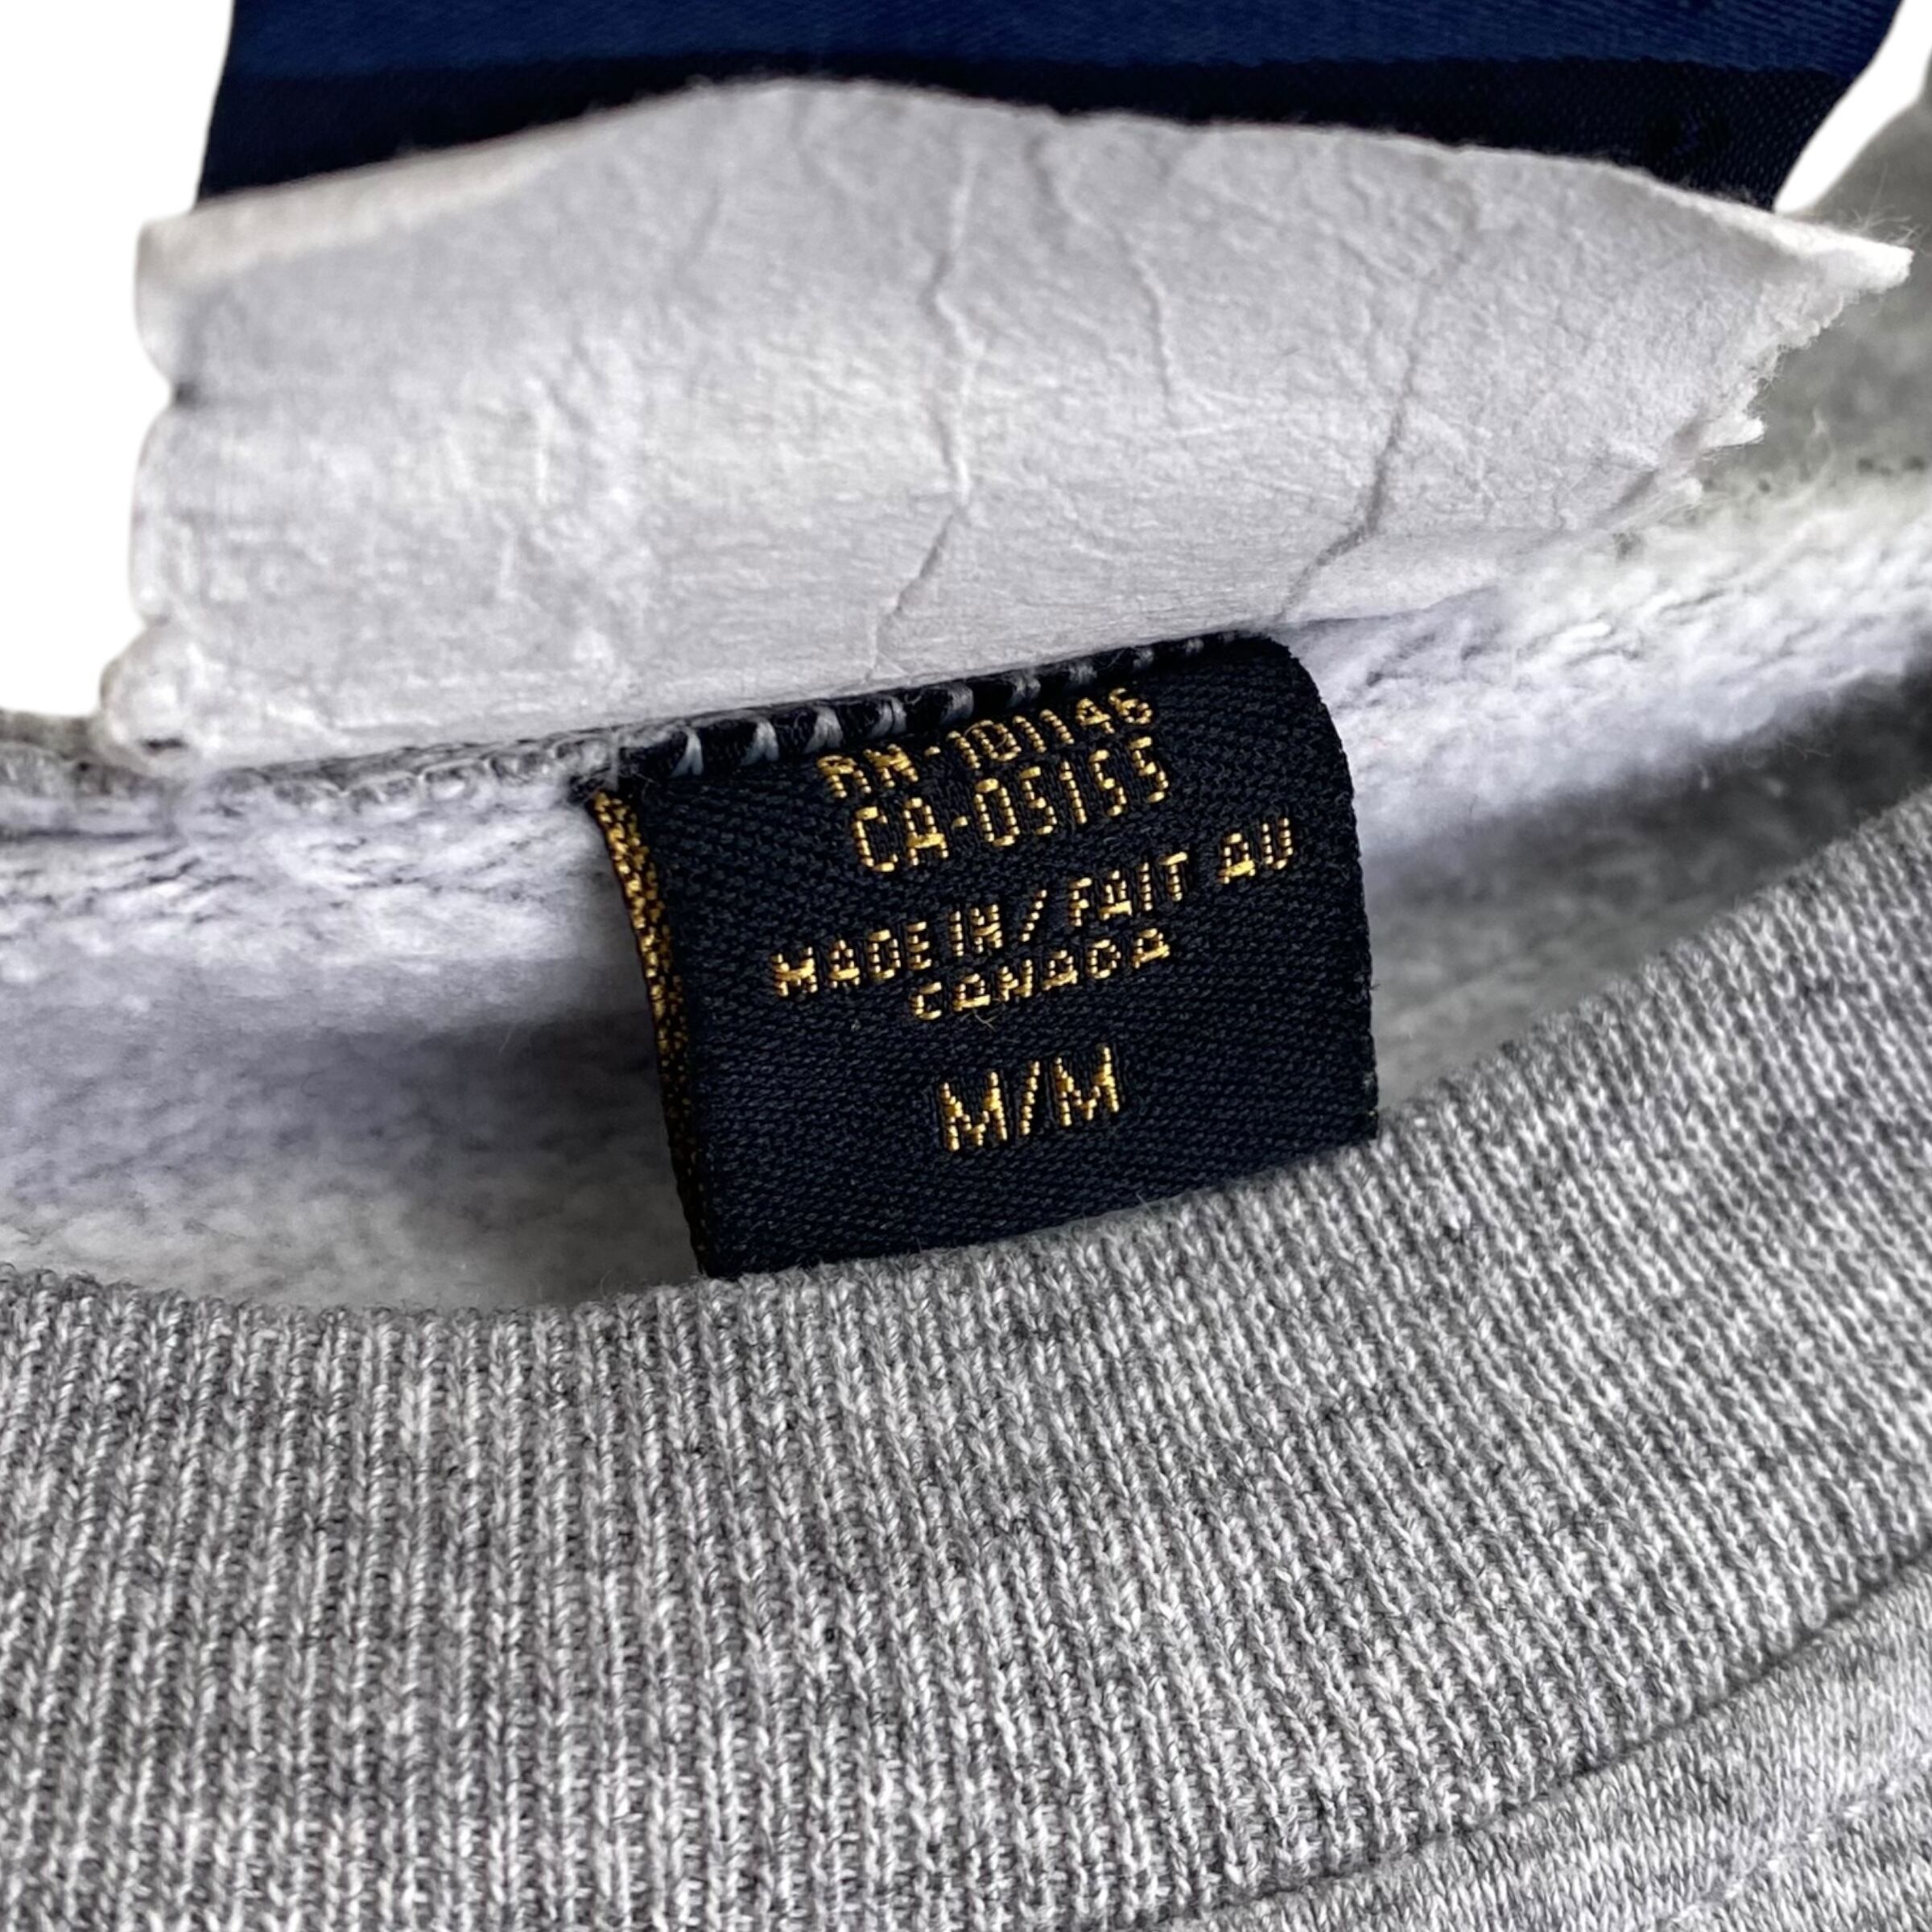 RN-101146
CA-05155
MADE IN / FAIT AU
CANADA
M/M